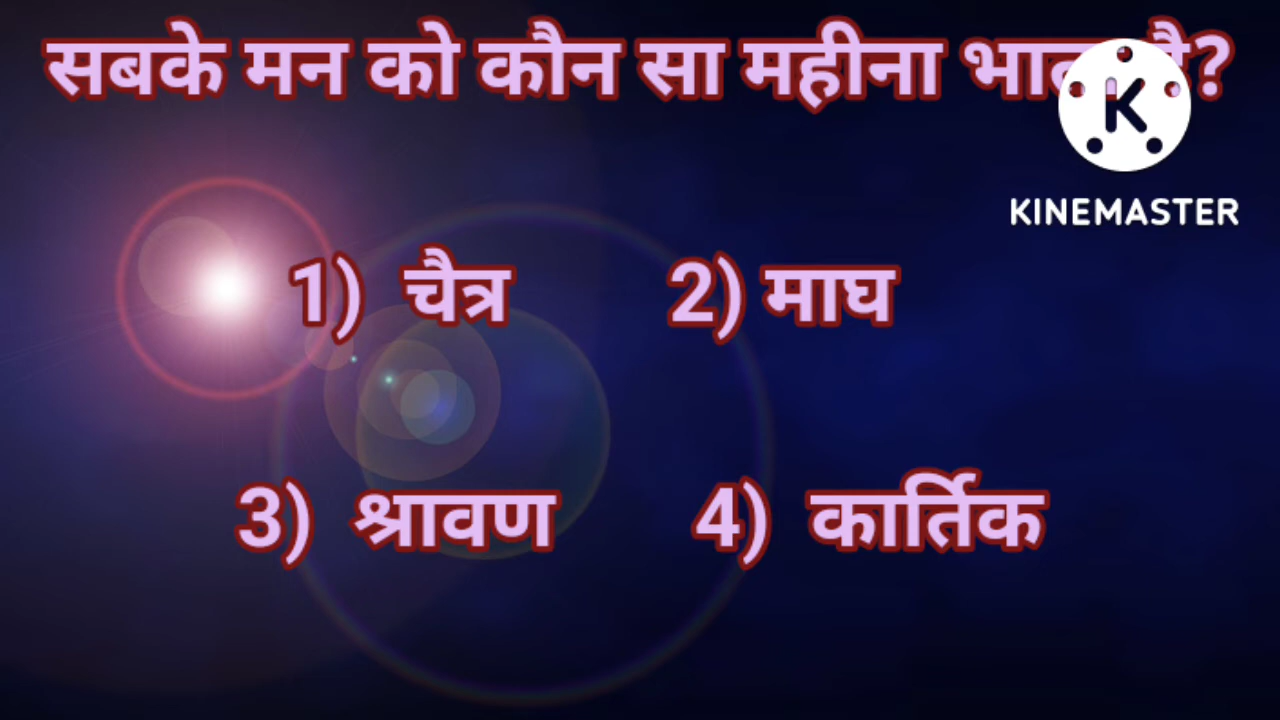 सबके मन को कौन सा महीना ?
KINEMASTER
1) चैत्र 2) माघ
3) श्रावण 4) कार्तिक